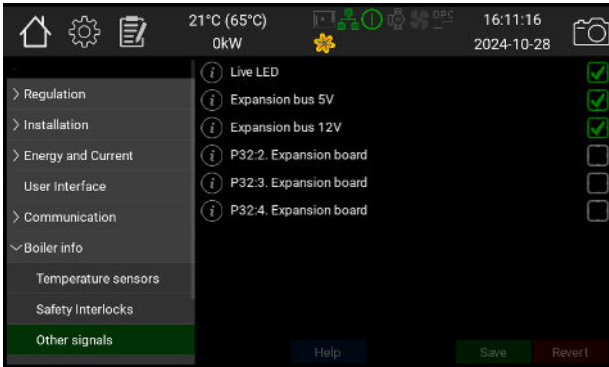 21°C (65°C)
0kW
DPC
16:11:16
2024-10-28
Regulation
Installation
Energy and Current
User Interface
Communication
Boiler info
Temperature sensors
Safety Interlocks
Other signals
Live LED
Expansion bus 5V
Expansion bus 12V
P32:2. Expansion board
P32:3. Expansion board
P32:4. Expansion board
Help
Save
Revert